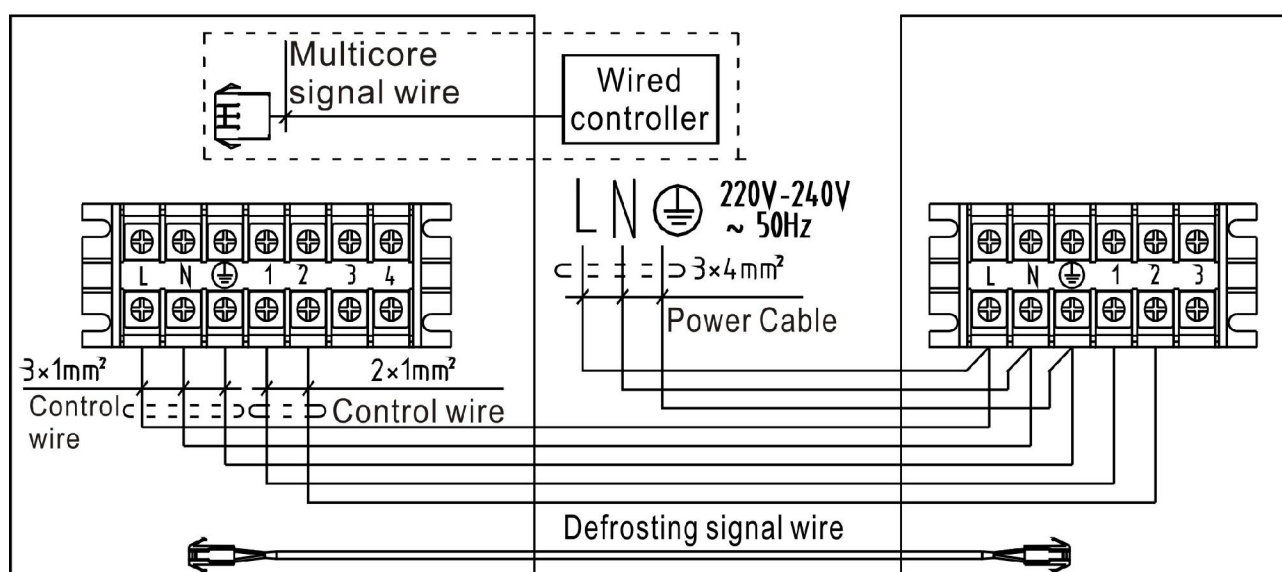 Multicore
signal wire
Wired
controller
L N 220V-240V
~ 50Hz
3×4mm²
Power Cable
L N 1 2 3 4
L N 1 2 3
3×1mm²
Control
wire
2×1mm²
Control wire
Defrosting signal wire